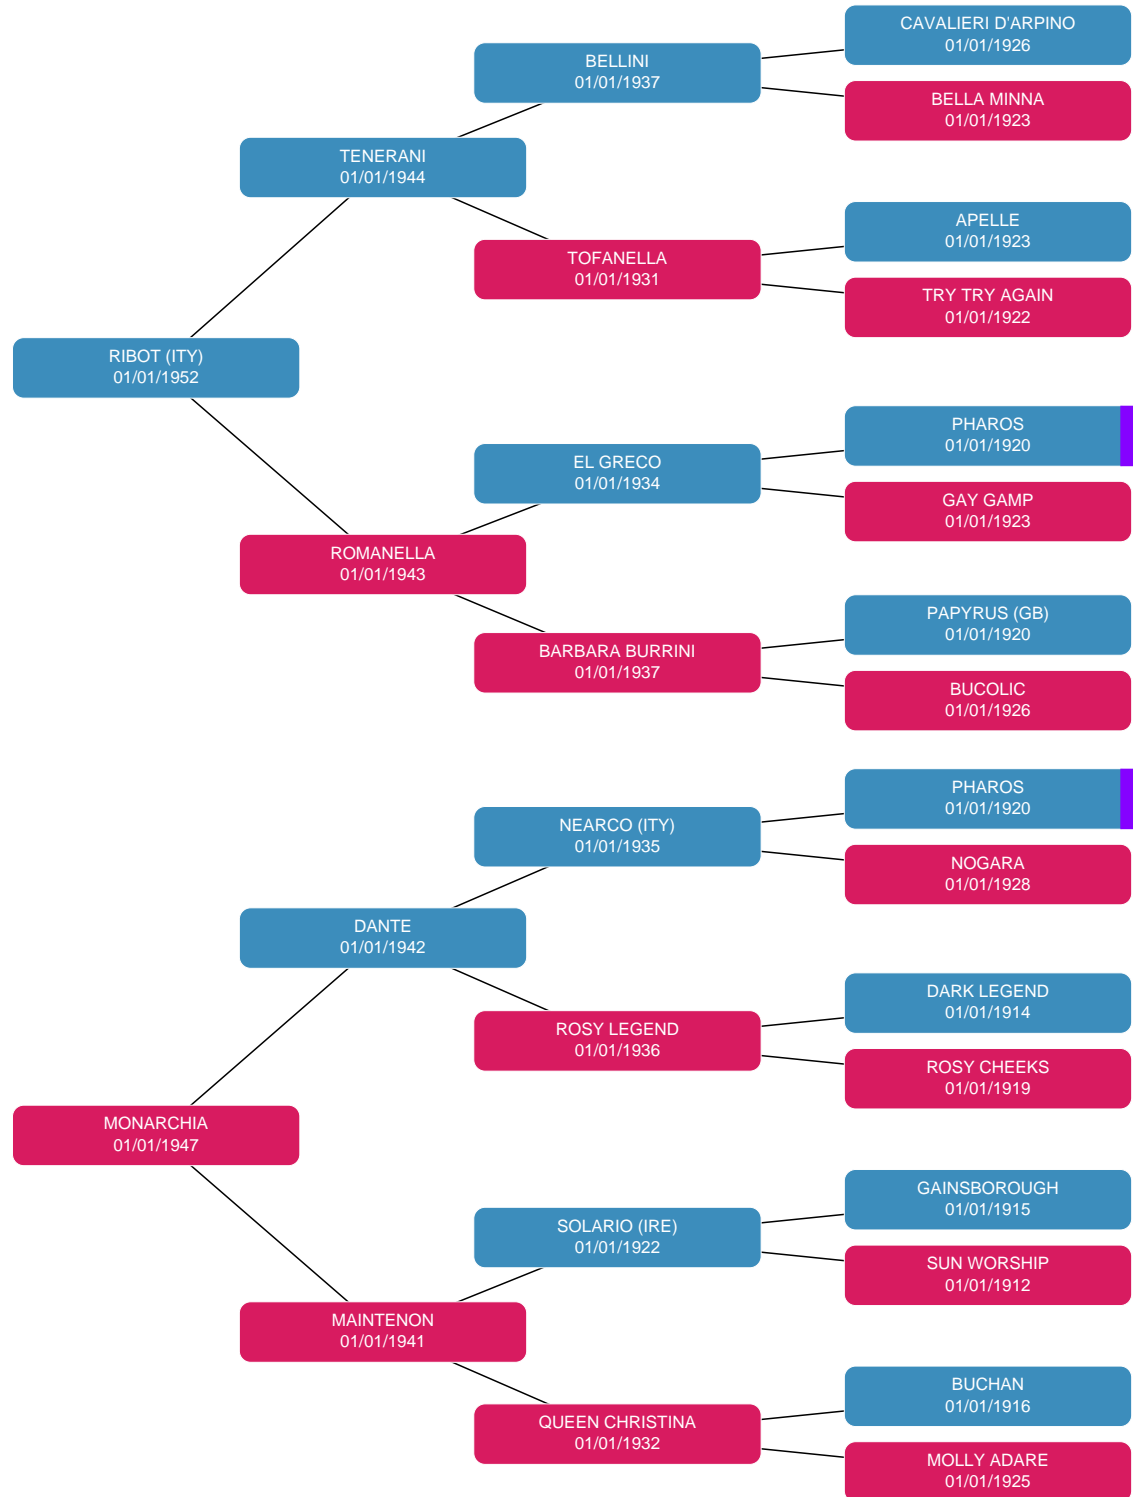 CAVALIERI D'ARPINO
01/01/1926
BELLINI
01/01/1937
BELLA MINNA
01/01/1923
TENERANI
01/01/1944
APELLE
01/01/1923
TOFANELLA
01/01/1931
TRY TRY AGAIN
01/01/1922
RIBOT (ITY)
01/01/1952
PHAROS
01/01/1920
EL GRECO
01/01/1934
GAY GAMP
01/01/1923
ROMANELLA
01/01/1943
PAPYRUS (GB)
01/01/1920
BARBARA BURRINI
01/01/1937
BUCOLIC
01/01/1926
PHAROS
01/01/1920
NEARCO (ITY)
01/01/1935
NOGARA
01/01/1928
DANTE
01/01/1942
DARK LEGEND
01/01/1914
ROSY LEGEND
01/01/1936
ROSY CHEEKS
01/01/1919
MONARCHIA
01/01/1947
GAINSBOROUGH
01/01/1915
SOLARIO (IRE)
01/01/1922
SUN WORSHIP
01/01/1912
MAINTENON
01/01/1941
BUCHAN
01/01/1916
QUEEN CHRISTINA
01/01/1932
MOLLY ADARE
01/01/1925